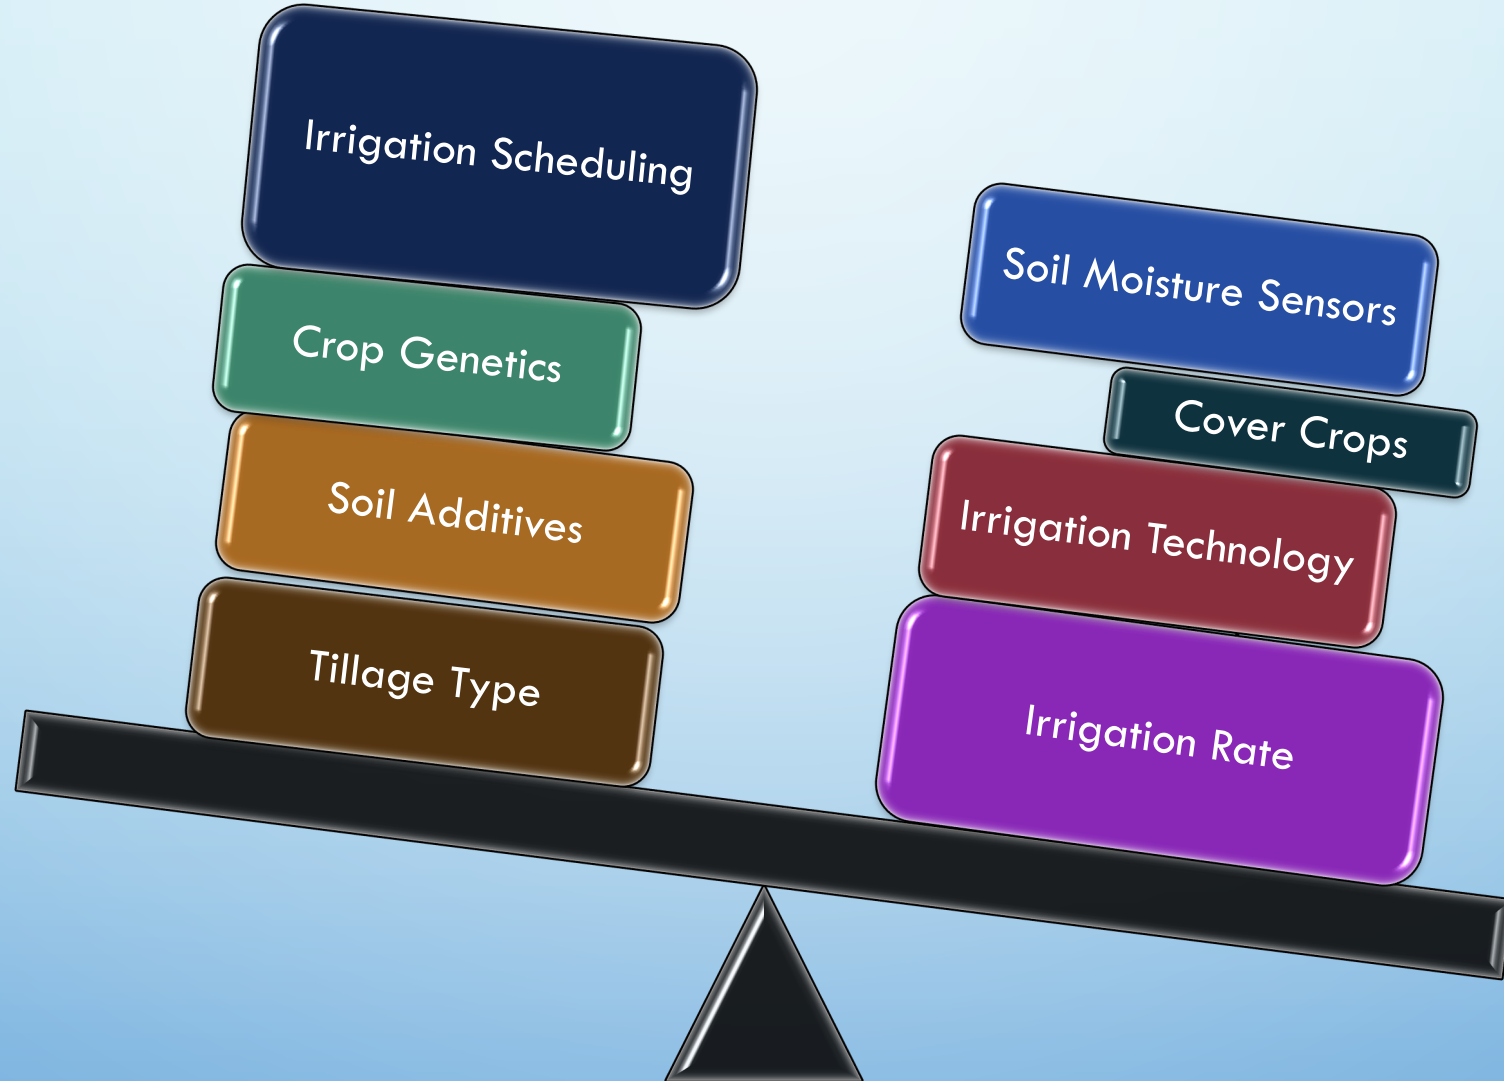 Irrigation Scheduling
Crop Genetics
Soil Additives
Tillage Type
Soil Moisture Sensors
Cover Crops
Irrigation Technology
Irrigation Rate